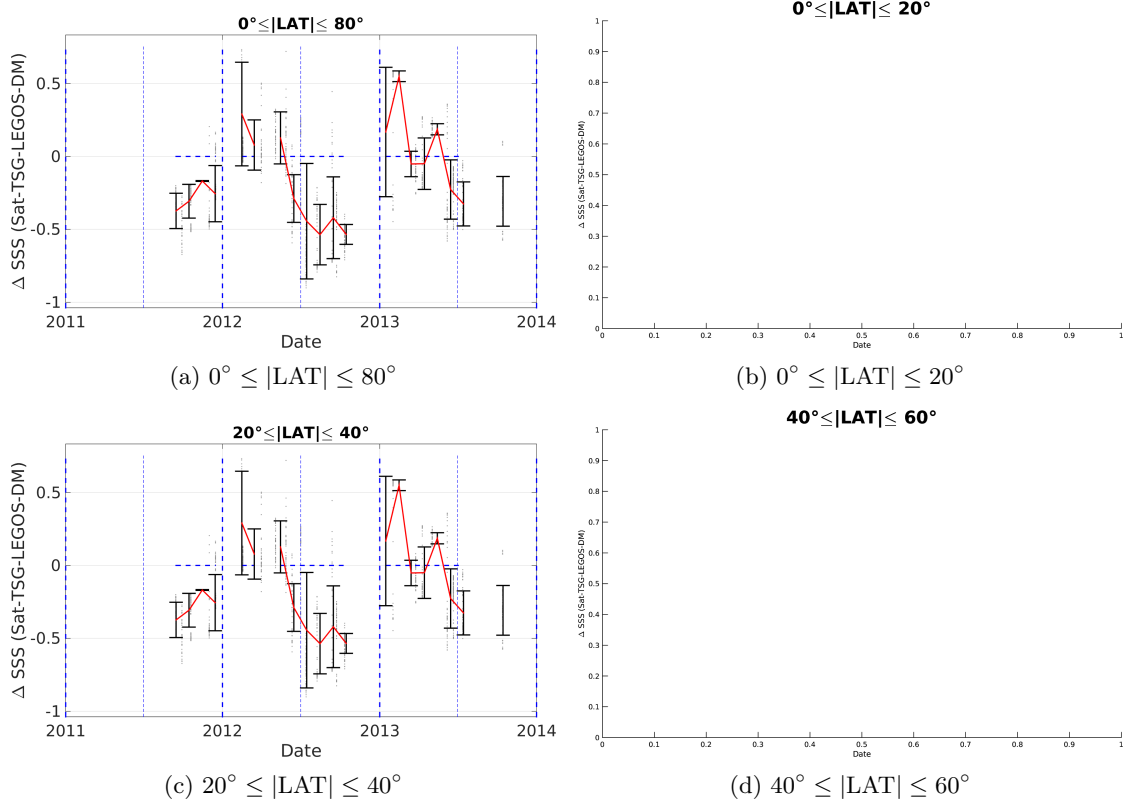 0°≤|LAT|≤ 80°
Δ SSS (Sat-TSG-LEGOS-DM)
0.5
0
-0.5
-1
2011 2012 2013 2014
Date
(a) 0° ≤ |LAT| ≤ 80°
0°≤|LAT|≤ 20°
Δ SSS (Sat-TSG-LEGOS-DM)
1
0.9
0.8
0.7
0.6
0.5
0.4
0.3
0.2
0.1
0
0 0.1 0.2 0.3 0.4 0.5 0.6 0.7 0.8 0.9 1
Date
(b) 0° ≤ |LAT| ≤ 20°
20°≤|LAT|≤ 40°
Δ SSS (Sat-TSG-LEGOS-DM)
0.5
0
-0.5
-1
2011 2012 2013 2014
Date
(c) 20° ≤ |LAT| ≤ 40°
40°≤|LAT|≤ 60°
Δ SSS (Sat-TSG-LEGOS-DM)
1
0.9
0.8
0.7
0.6
0.5
0.4
0.3
0.2
0.1
0
0 0.1 0.2 0.3 0.4 0.5 0.6 0.7 0.8 0.9 1
Date
(d) 40° ≤ |LAT| ≤ 60°